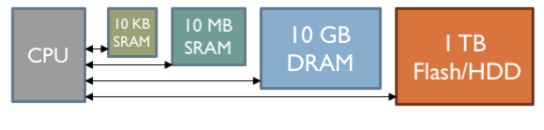 CPU
10 KB
SRAM
10 MB
SRAM
10 GB
DRAM
1 TB
Flash/HDD